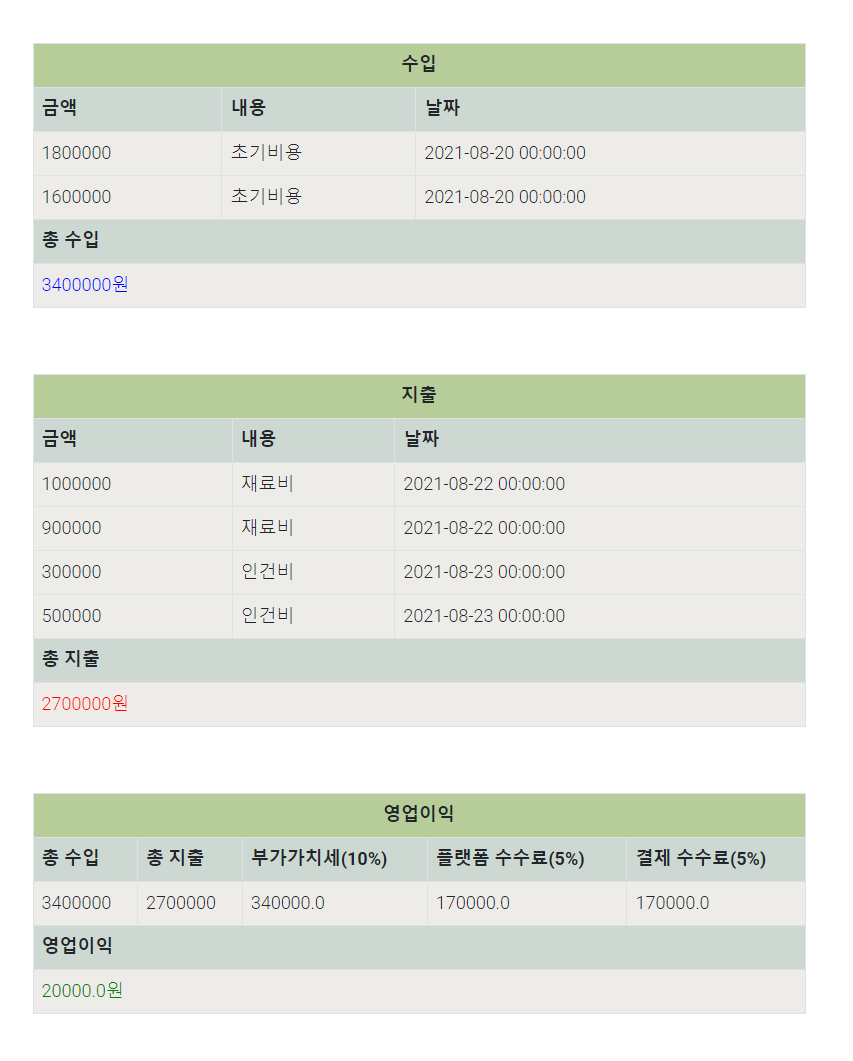 수입
금액 내용 날짜
1800000 초기비용 2021-08-20 00:00:00
1600000 초기비용 2021-08-20 00:00:00
총 수입
3400000원
지출
금액 내용 날짜
1000000 재료비 2021-08-22 00:00:00
900000 재료비 2021-08-22 00:00:00
300000 인건비 2021-08-23 00:00:00
500000 인건비 2021-08-23 00:00:00
총 지출
2700000원
영업이익
총 수입 총 지출 부가가치세(10%) 플랫폼 수수료(5%) 결제 수수료(5%)
3400000 2700000 340000.0 170000.0 170000.0
영업이익
20000.0원